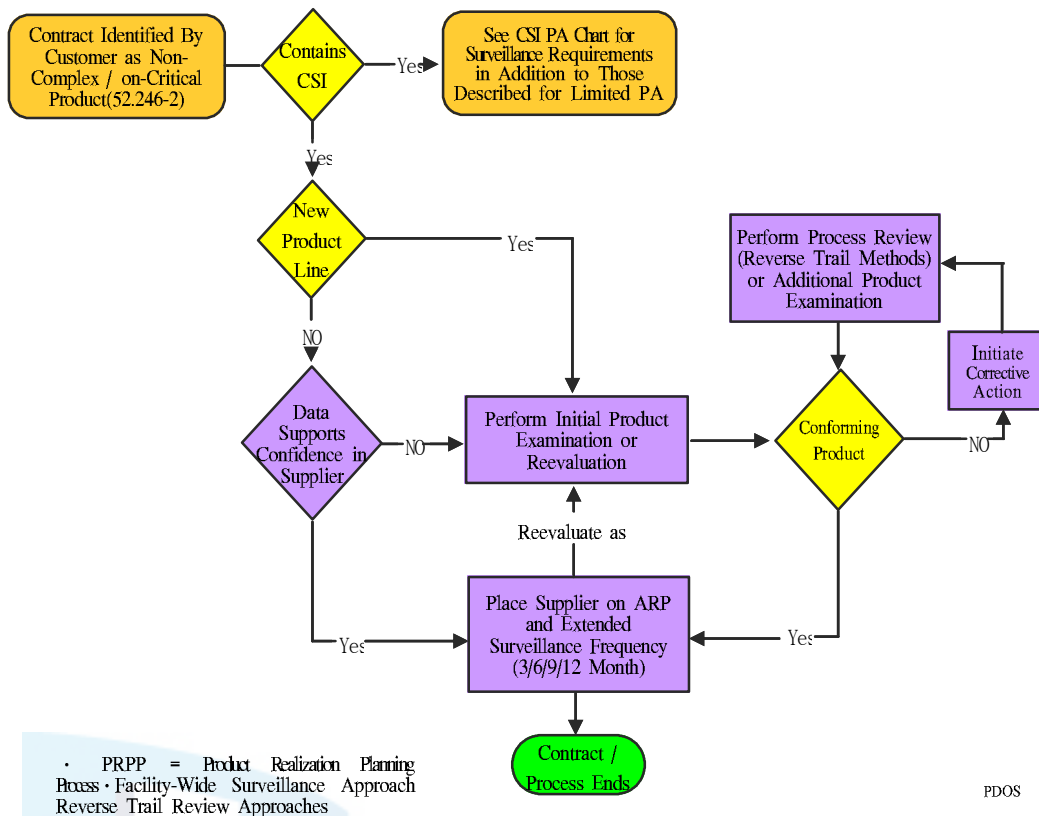 Contract Identified By
Customer as Non-
Complex / on-Critical
Product(52.246-2)
Contains
CSI
Yes
See CSI PA Chart for
Surveillance Requirements
in Addition to Those
Described for Limited PA
Yes
New
Product
Line
Yes
NO
Data
Supports
Confidence in
Supplier
NO
Perform Initial Product
Examination or
Reevaluation
Perform Process Review
(Reverse Trail Methods)
or Additional Product
Examination
Initiate
Corrective
Action
Conforming
Product
NO
Reevaluate as
Place Supplier on ARP
and Extended
Surveillance Frequency
(3/6/9/12 Month)
Yes
Yes
Contract /
Process Ends
· PRPP = Product Realization Planning
Process · Facility-Wide Surveillance Approach
Reverse Trail Review Approaches
PDOS